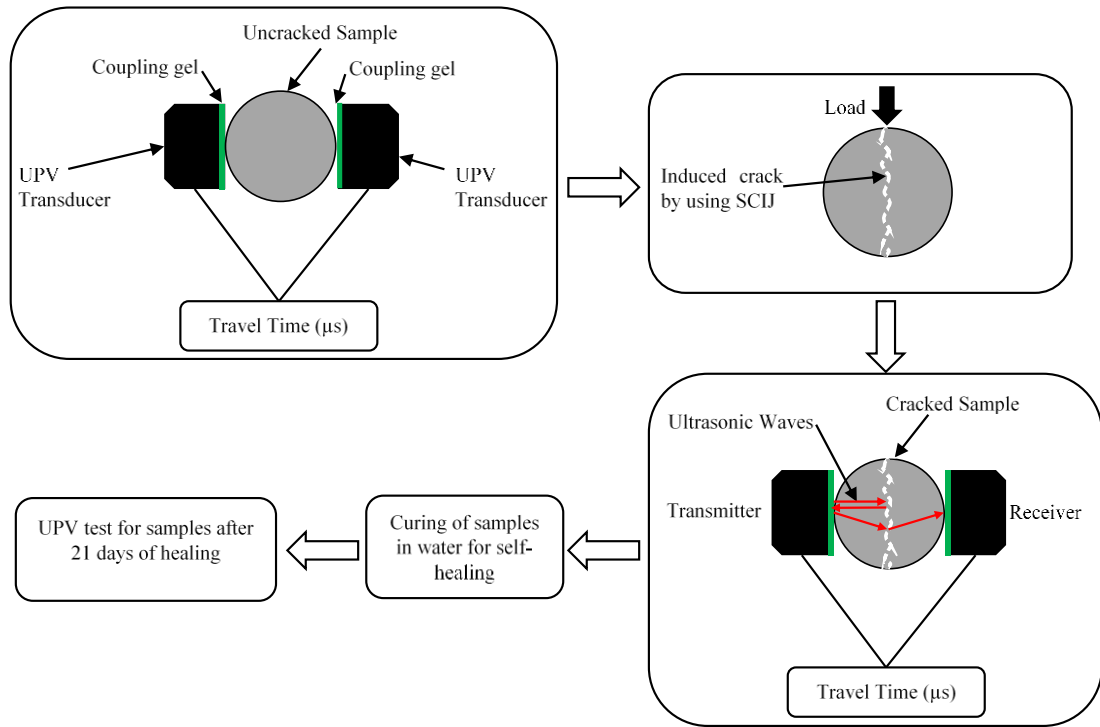 Uncracked Sample
Coupling gel
Coupling gel
UPV
Transducer
UPV
Transducer
Travel Time (µs)
Load
Induced crack
by using SCIJ
Cracked Sample
Ultrasonic Waves
Transmitter
Receiver
Travel Time (µs)
Curing of samples
in water for self-
healing
UPV test for samples after
21 days of healing